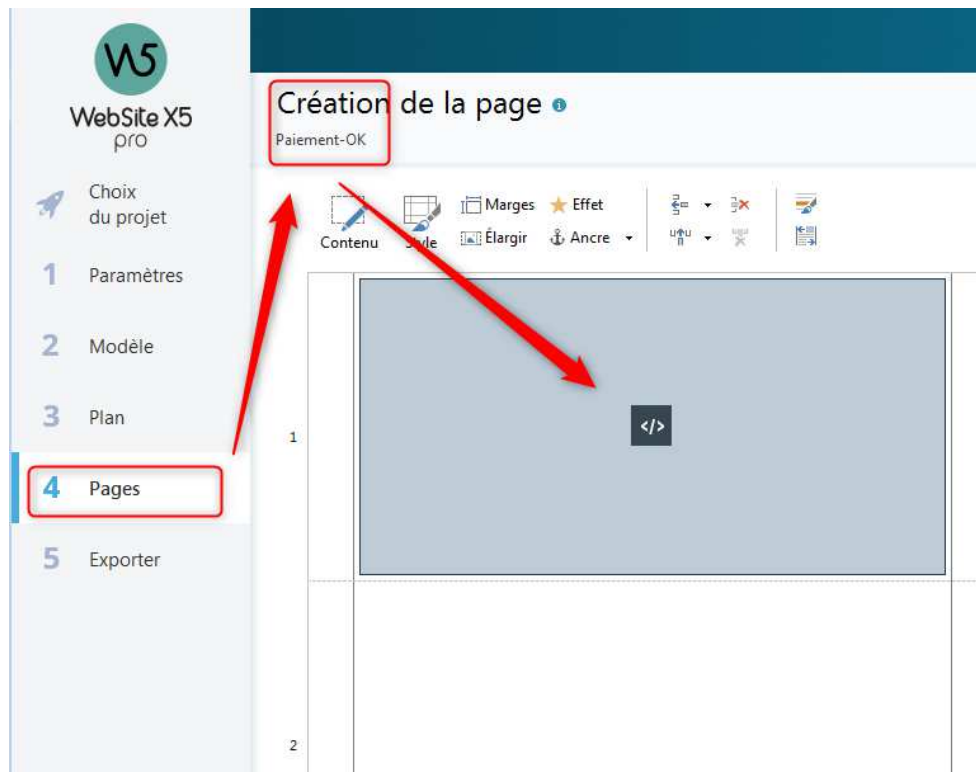 W5
WebSite X5
pro
Choix
du projet
1 Paramètres
2 Modèle
3 Plan
4 Pages
5 Exporter
Création de la page
Paiement-OK
Contenu
Style
Marges
Effet
Élargir
Ancre
</>
1
2